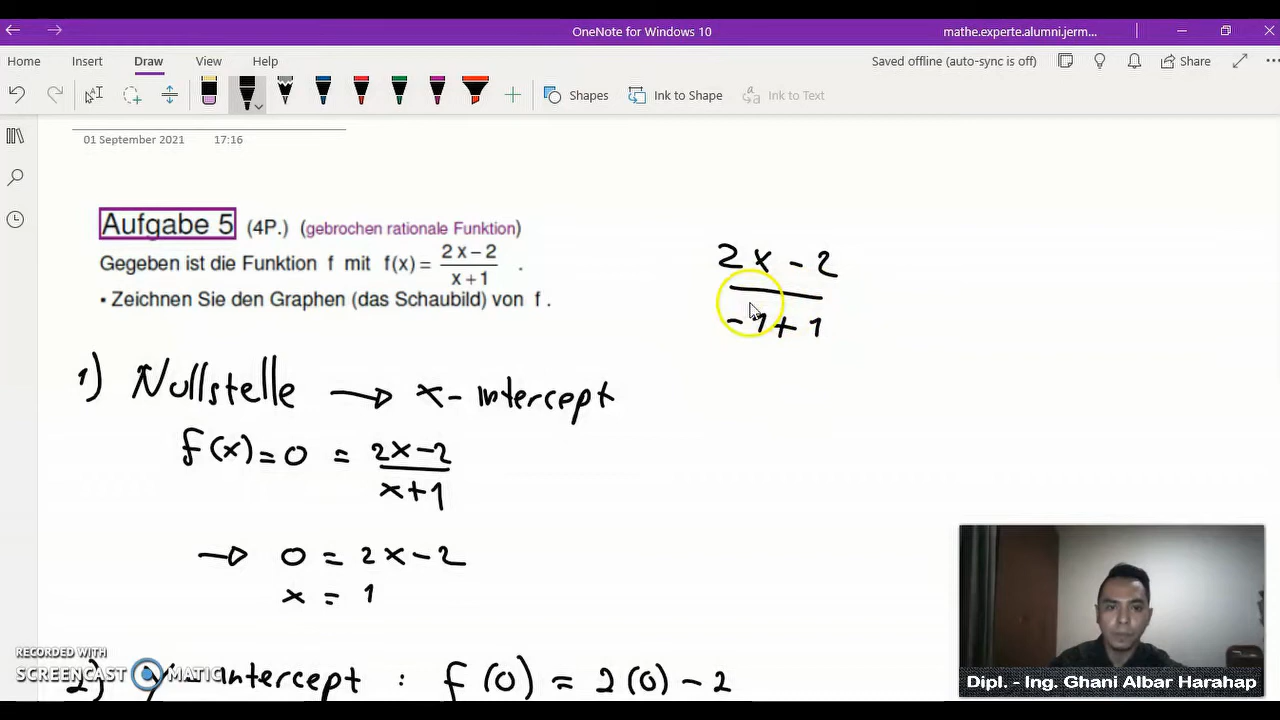 OneNote for Windows 10
mathe.experte.alumni.jerm...
Home Insert Draw View Help
Saved offline (auto-sync is off)
Share
Shapes
Ink to Shape
Ink to Text
01 September 2021 17:16
Aufgabe 5 (4P.) (gebrochen rationale Funktion)
Gegeben ist die Funktion f mit f(x) = (2x−2)/(x+1) .
• Zeichnen Sie den Graphen (das Schaubild) von f .
2x − 2
−1 + 1
1) Nullstelle → x-intercept
f(x) = 0 = (2x−2)/(x+1)
→ 0 = 2x − 2
x = 1
2) y-intercept : f(0) = 2(0) − 2
RECORDED WITH
SCREENCAST MATIC
Dipl. - Ing. Ghani Albar Harahap